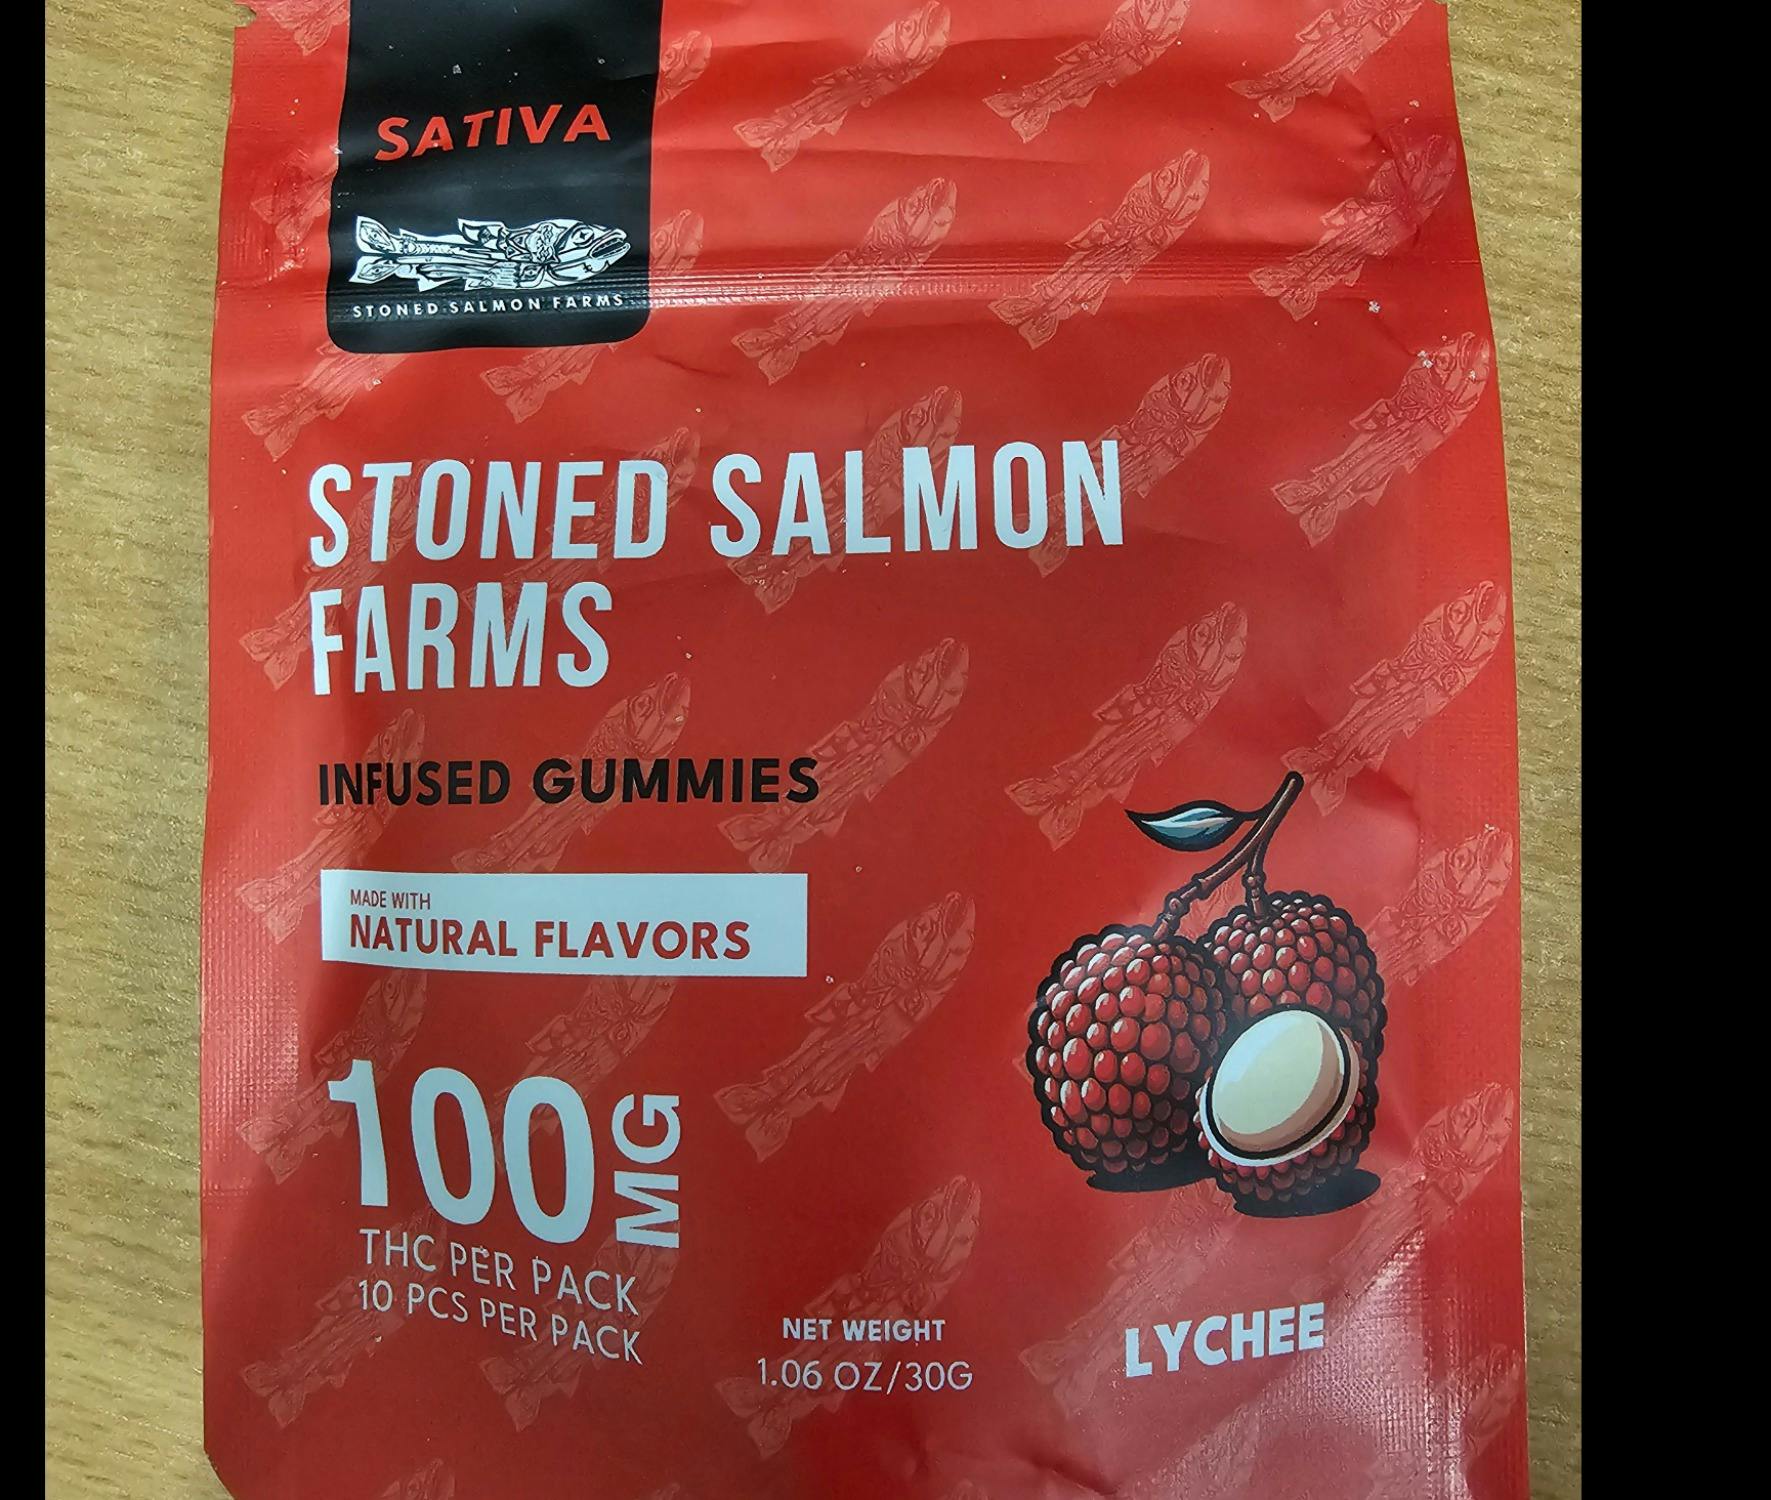 SATIVA
STONED SALMON FARMS
STONED SALMON
FARMS
INFUSED GUMMIES
MADE WITH
NATURAL FLAVORS
100 MG
THC PER PACK
10 PCS PER PACK
NET WEIGHT
1.06 OZ/30G
LYCHEE